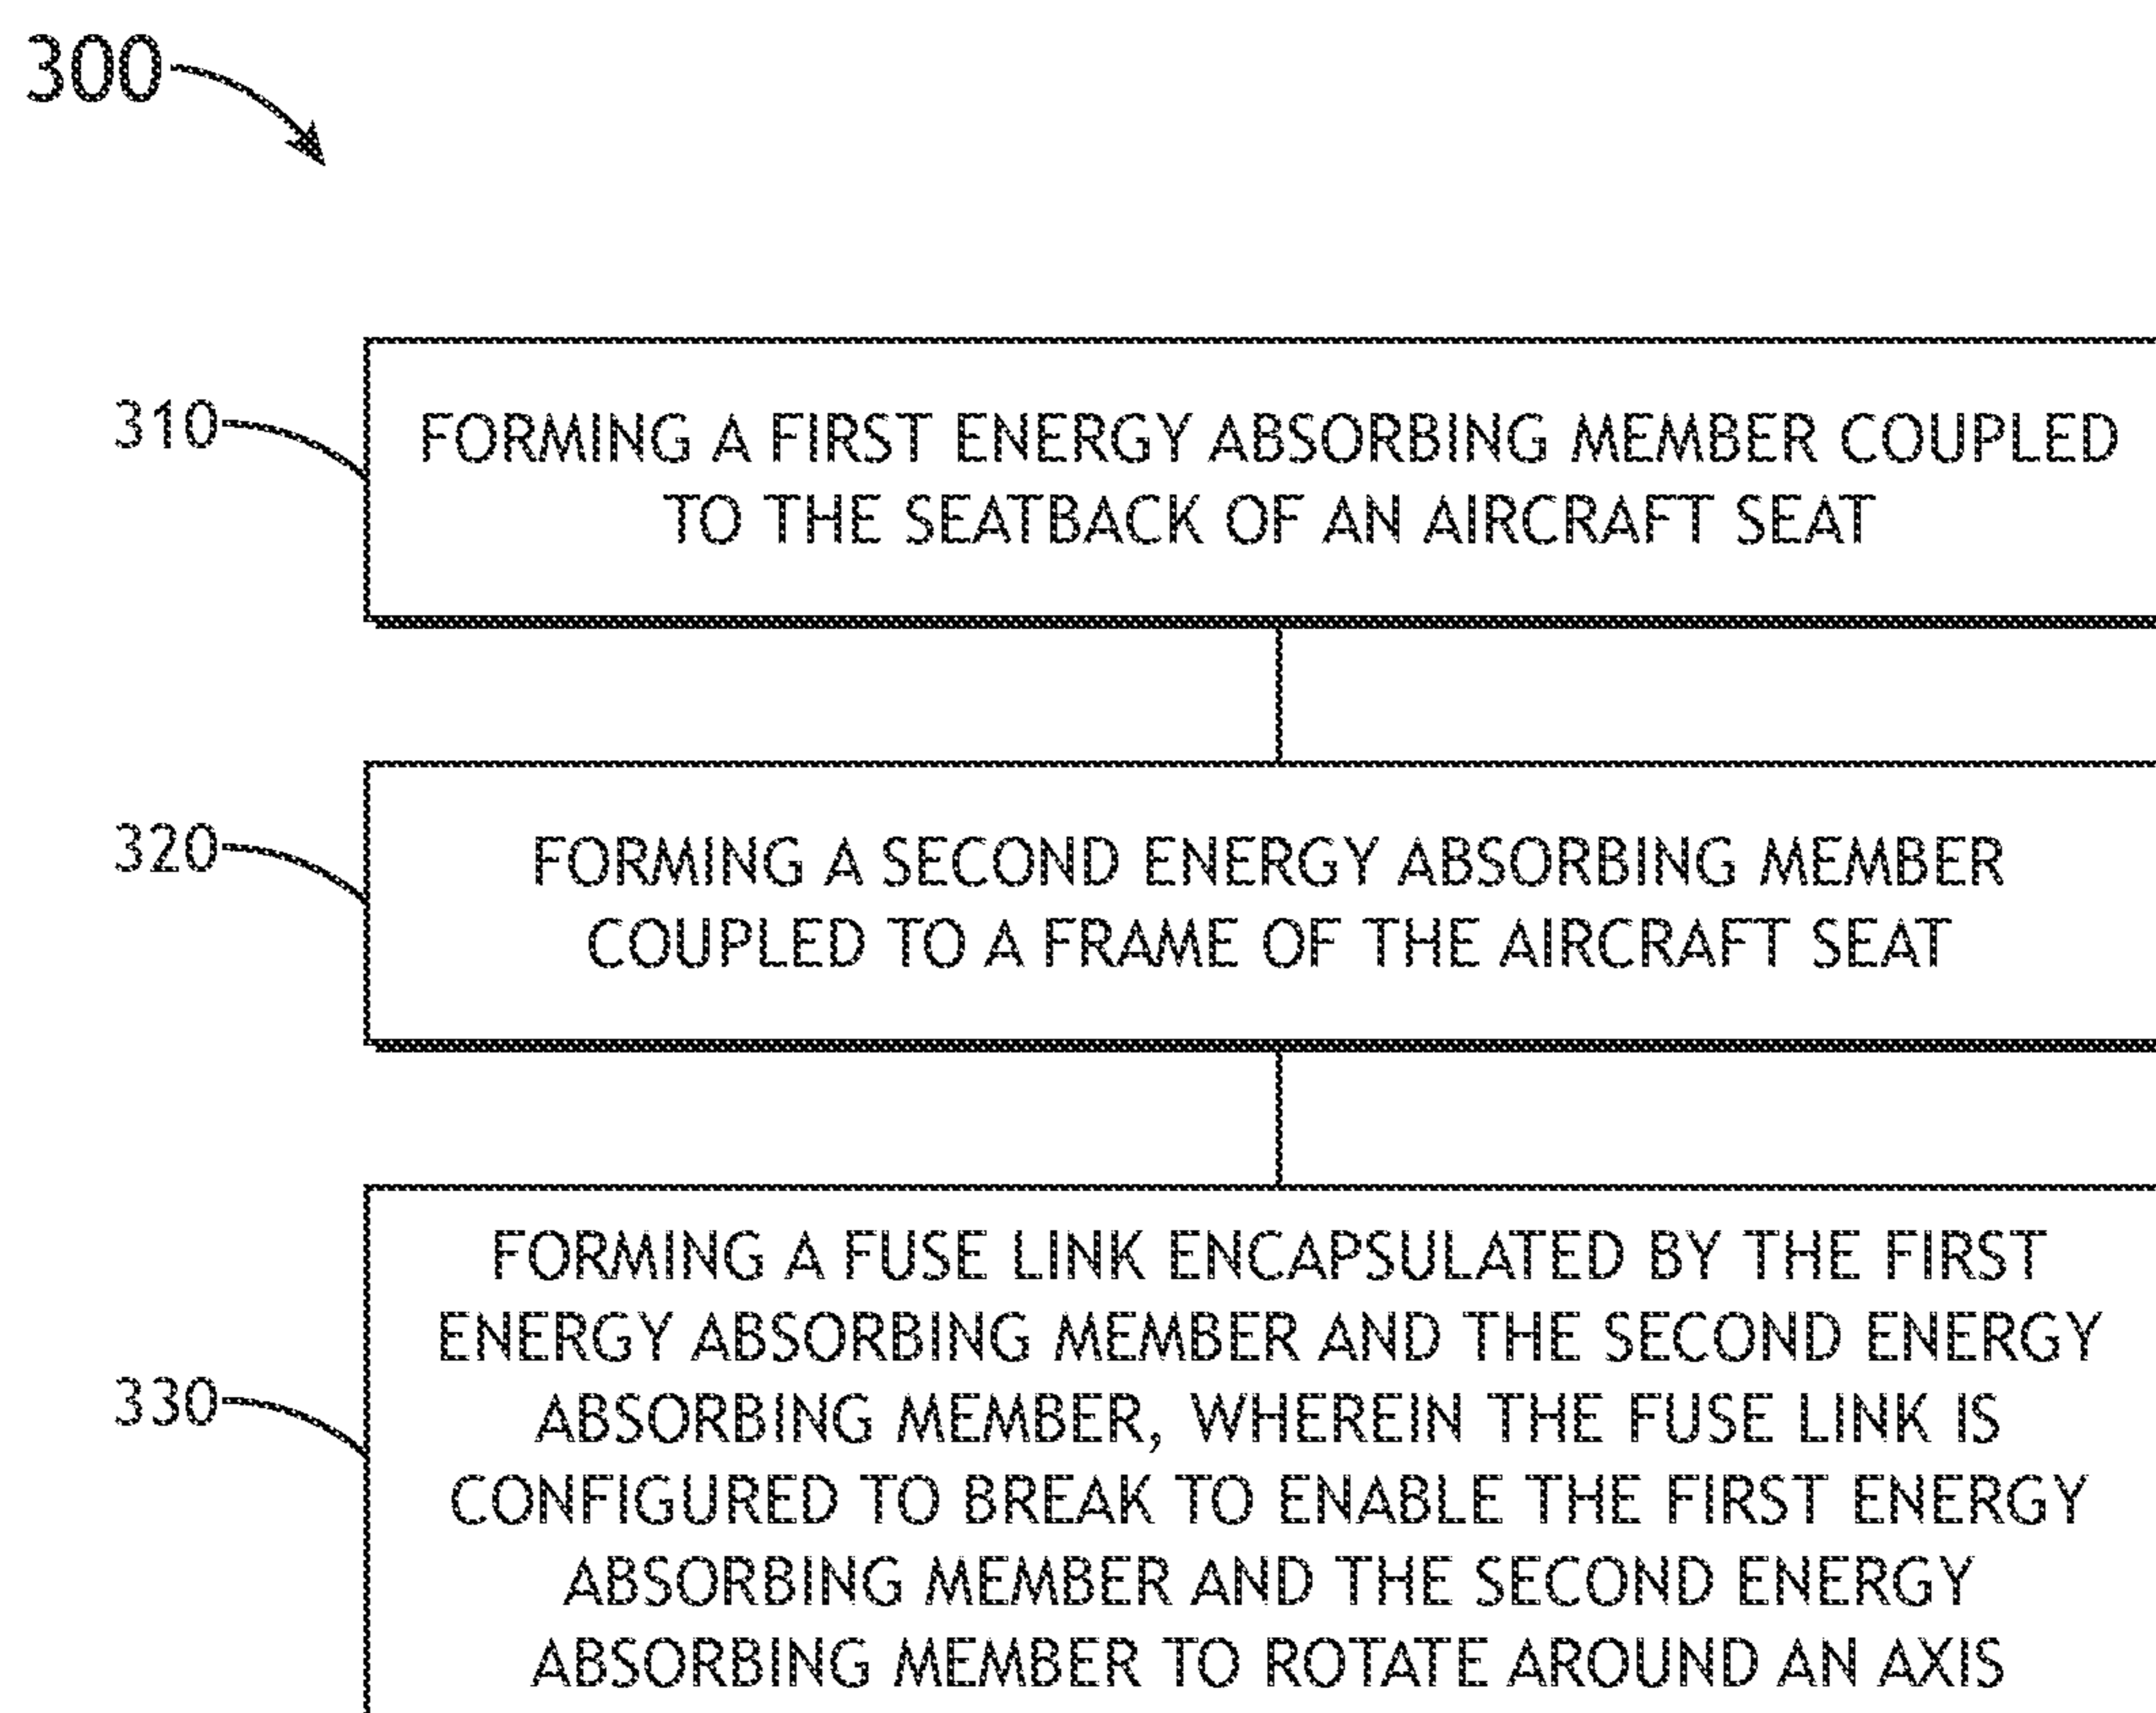 300
310
FORMING A FIRST ENERGY ABSORBING MEMBER COUPLED
TO THE SEATBACK OF AN AIRCRAFT SEAT
320
FORMING A SECOND ENERGY ABSORBING MEMBER
COUPLED TO A FRAME OF THE AIRCRAFT SEAT
330
FORMING A FUSE LINK ENCAPSULATED BY THE FIRST
ENERGY ABSORBING MEMBER AND THE SECOND ENERGY
ABSORBING MEMBER, WHEREIN THE FUSE LINK IS
CONFIGURED TO BREAK TO ENABLE THE FIRST ENERGY
ABSORBING MEMBER AND THE SECOND ENERGY
ABSORBING MEMBER TO ROTATE AROUND AN AXIS